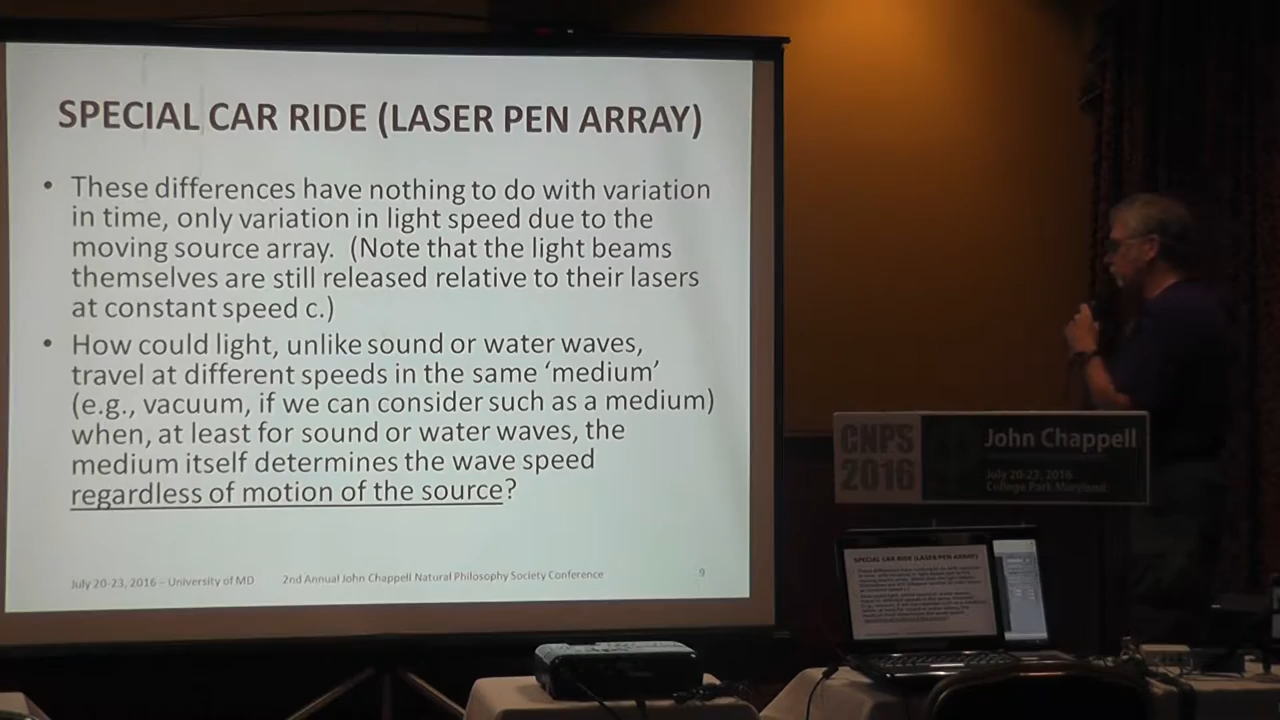 SPECIAL CAR RIDE (LASER PEN ARRAY)
• These differences have nothing to do with variation
in time, only variation in light speed due to the
moving source array. (Note that the light beams
themselves are still released relative to their lasers
at constant speed c.)
• How could light, unlike sound or water waves,
travel at different speeds in the same ‘medium’
(e.g., vacuum, if we can consider such as a medium)
when, at least for sound or water waves, the
medium itself determines the wave speed
regardless of motion of the source?
July 20-23, 2016 – University of MD
2nd Annual John Chappell Natural Philosophy Society Conference
9
CNPS
2016
John Chappell
July 20-23, 2016
College Park Maryland
SPECIAL CAR RIDE (LASER PEN ARRAY)